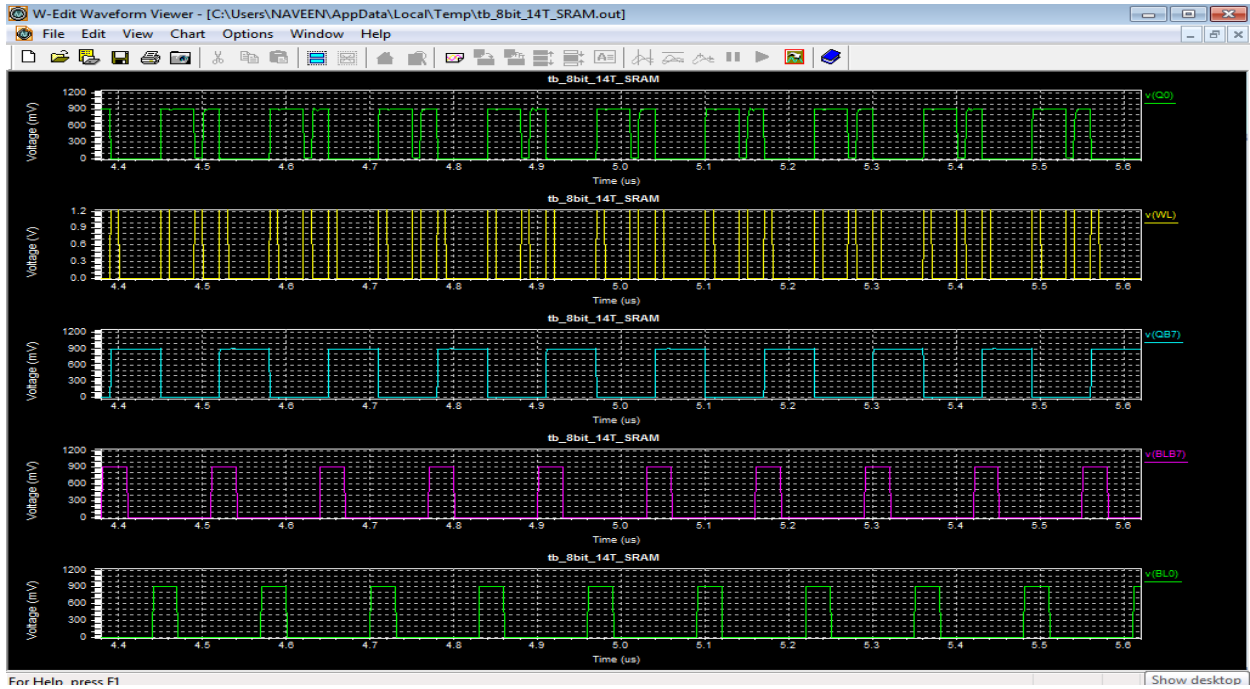 W-Edit Waveform Viewer - [C:\Users\NAVEEN\AppData\Local\Temp\tb_8bit_14T_SRAM.out]
File Edit View Chart Options Window Help
tb_8bit_14T_SRAM
1200
900
600
300
0
Voltage (mV)
v(Q0)
4.4 4.5 4.6 4.7 4.8 4.9 5.0 5.1 5.2 5.3 5.4 5.5 5.6
Time (us)
tb_8bit_14T_SRAM
1.2
0.9
0.6
0.3
0.0
Voltage (V)
v(WL)
4.4 4.5 4.6 4.7 4.8 4.9 5.0 5.1 5.2 5.3 5.4 5.5 5.6
Time (us)
tb_8bit_14T_SRAM
1200
900
600
300
0
Voltage (mV)
v(QB7)
4.4 4.5 4.6 4.7 4.8 4.9 5.0 5.1 5.2 5.3 5.4 5.5 5.6
Time (us)
tb_8bit_14T_SRAM
1200
900
600
300
0
Voltage (mV)
v(BLB7)
4.4 4.5 4.6 4.7 4.8 4.9 5.0 5.1 5.2 5.3 5.4 5.5 5.6
Time (us)
tb_8bit_14T_SRAM
1200
900
600
300
0
Voltage (mV)
v(BL0)
4.4 4.5 4.6 4.7 4.8 4.9 5.0 5.1 5.2 5.3 5.4 5.5 5.6
Time (us)
For Help, press F1
Show desktop